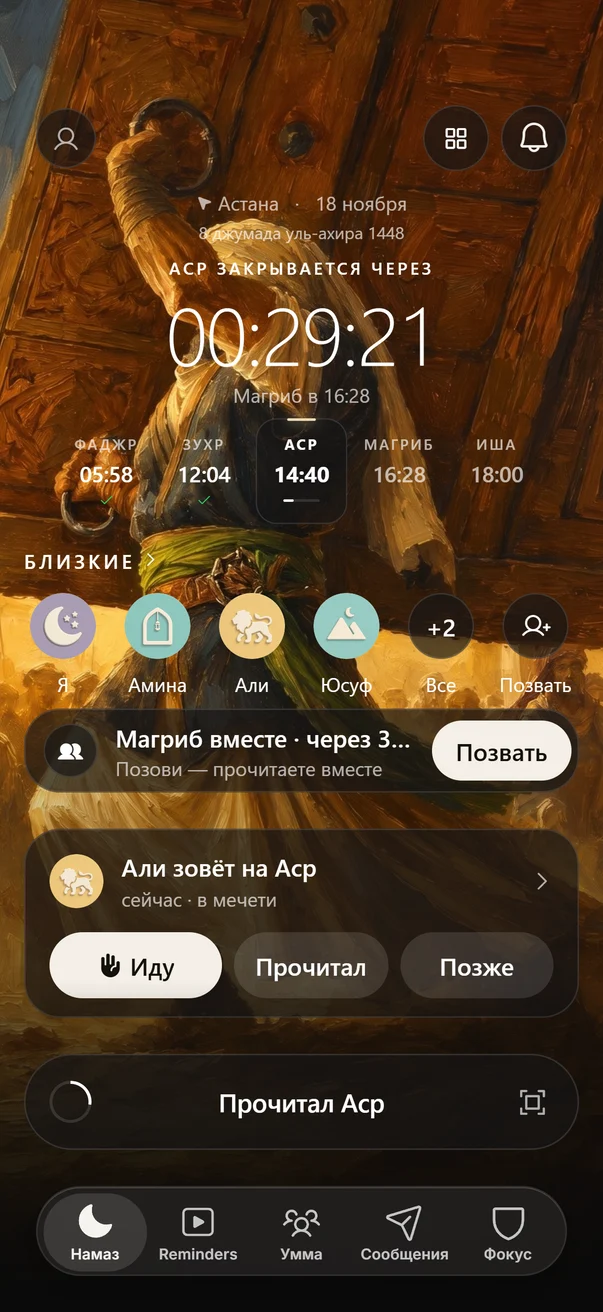 Астана · 18 ноября
8 джумада уль-ахира 1448
АСР ЗАКРЫВАЕТСЯ ЧЕРЕЗ
00:29:21
Магриб в 16:28
ФАДЖР ЗУХР АСР МАГРИБ ИША
05:58 12:04 14:40 16:28 18:00
БЛИЗКИЕ
+2
Я Амина Али Юсуф Все Позвать
Магриб вместе · через 3...
Позови — прочитаете вместе
Позвать
Али зовёт на Аср
сейчас · в мечети
Иду Прочитал Позже
Прочитал Аср
Намаз Reminders Умма Сообщения Фокус